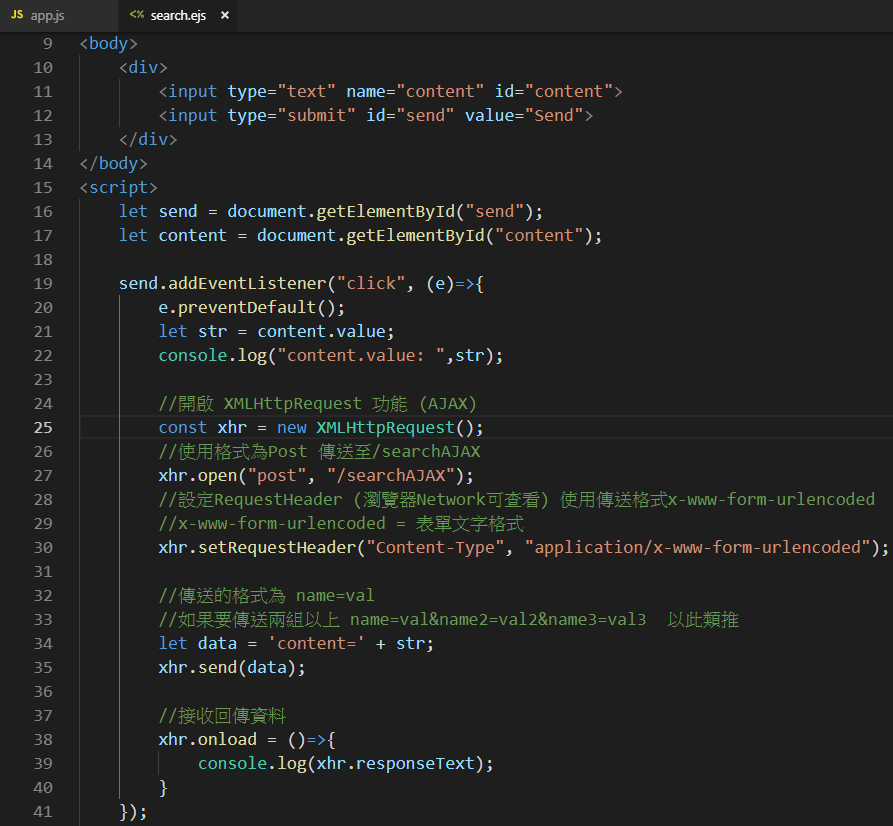 JS app.js <% search.ejs ×
9 <body>
10 <div>
11 <input type="text" name="content" id="content">
12 <input type="submit" id="send" value="Send">
13 </div>
14 </body>
15 <script>
16 let send = document.getElementById("send");
17 let content = document.getElementById("content");
18
19 send.addEventListener("click", (e)=>{
20 e.preventDefault();
21 let str = content.value;
22 console.log("content.value: ",str);
23
24 //開啟 XMLHttpRequest 功能 (AJAX)
25 const xhr = new XMLHttpRequest();
26 //使用格式為Post 傳送至/searchAJAX
27 xhr.open("post", "/searchAJAX");
28 //設定RequestHeader (瀏覽器Network可查看) 使用傳送格式x-www-form-urlencoded
29 //x-www-form-urlencoded = 表單文字格式
30 xhr.setRequestHeader("Content-Type", "application/x-www-form-urlencoded");
31
32 //傳送的格式為 name=val
33 //如果要傳送兩組以上 name=val&name2=val2&name3=val3  以此類推
34 let data = 'content=' + str;
35 xhr.send(data);
36
37 //接收回傳資料
38 xhr.onload = ()=>{
39 console.log(xhr.responseText);
40 }
41 });